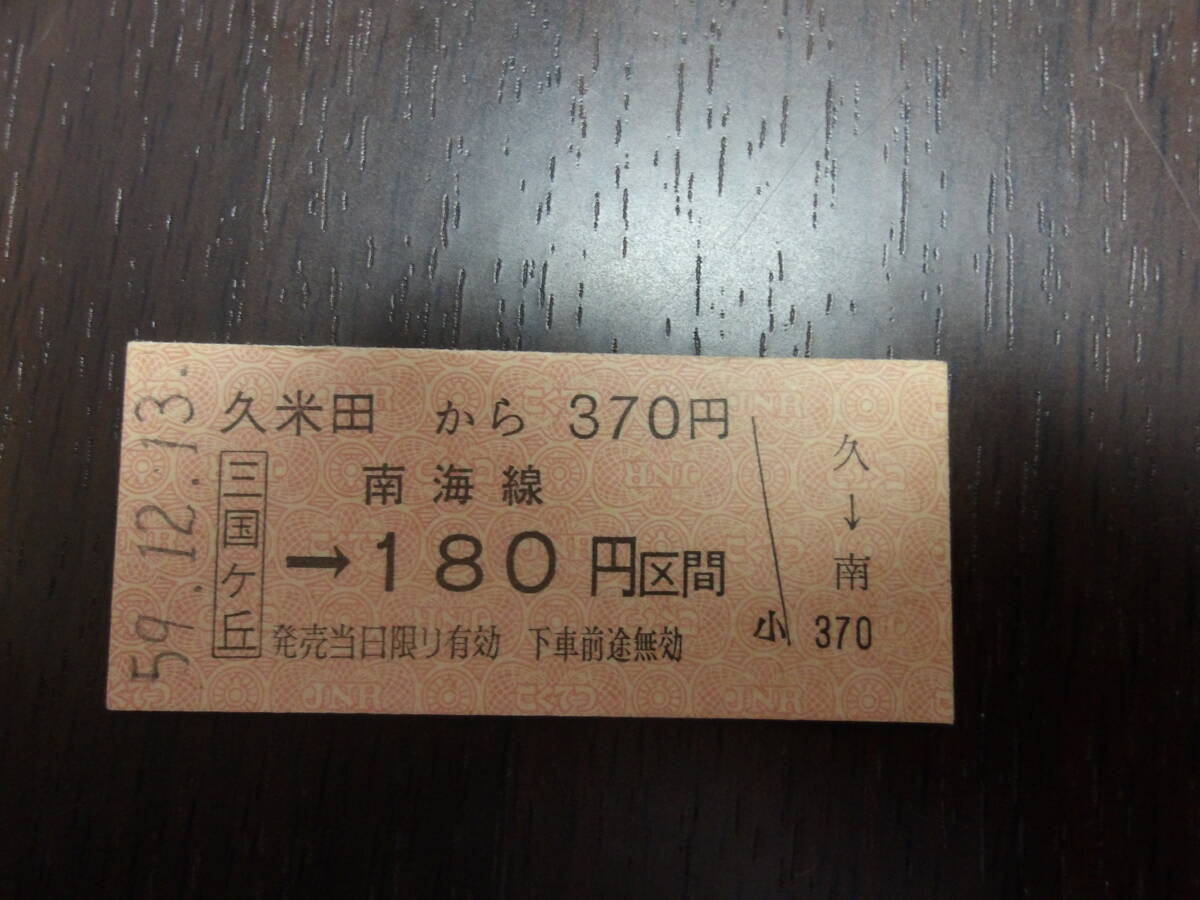 59.12.13.
久米田 から 370円
三国ケ丘
南海線
→180円区間
発売当日限り有効 下車前途無効
小
久
↓
南
370